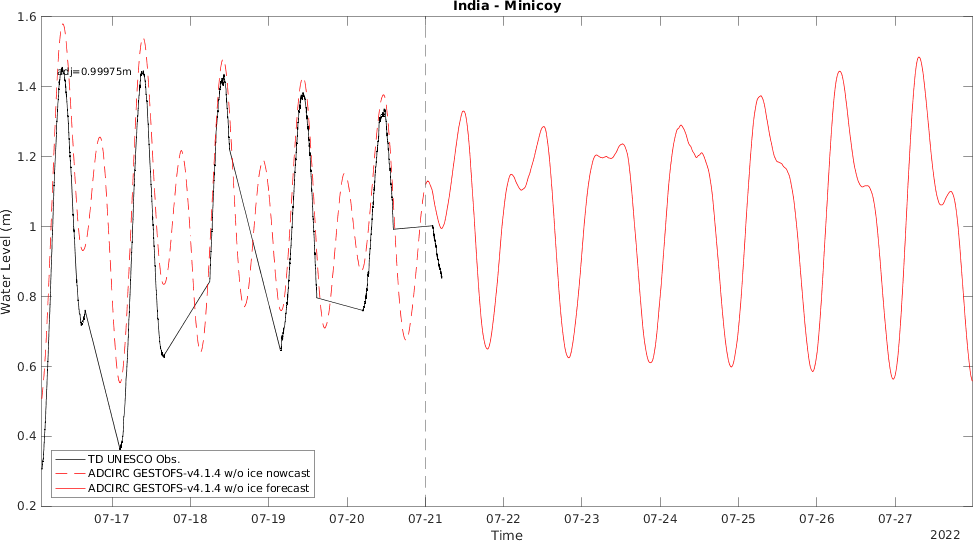 India - Minicoy
1.6
1.4
1.2
1
0.8
0.6
0.4
0.2
Water Level (m)
adj=0.99975m
TD UNESCO Obs.
ADCIRC GESTOFS-v4.1.4 w/o ice nowcast
ADCIRC GESTOFS-v4.1.4 w/o ice forecast
07-17 07-18 07-19 07-20 07-21 07-22 07-23 07-24 07-25 07-26 07-27
Time
2022